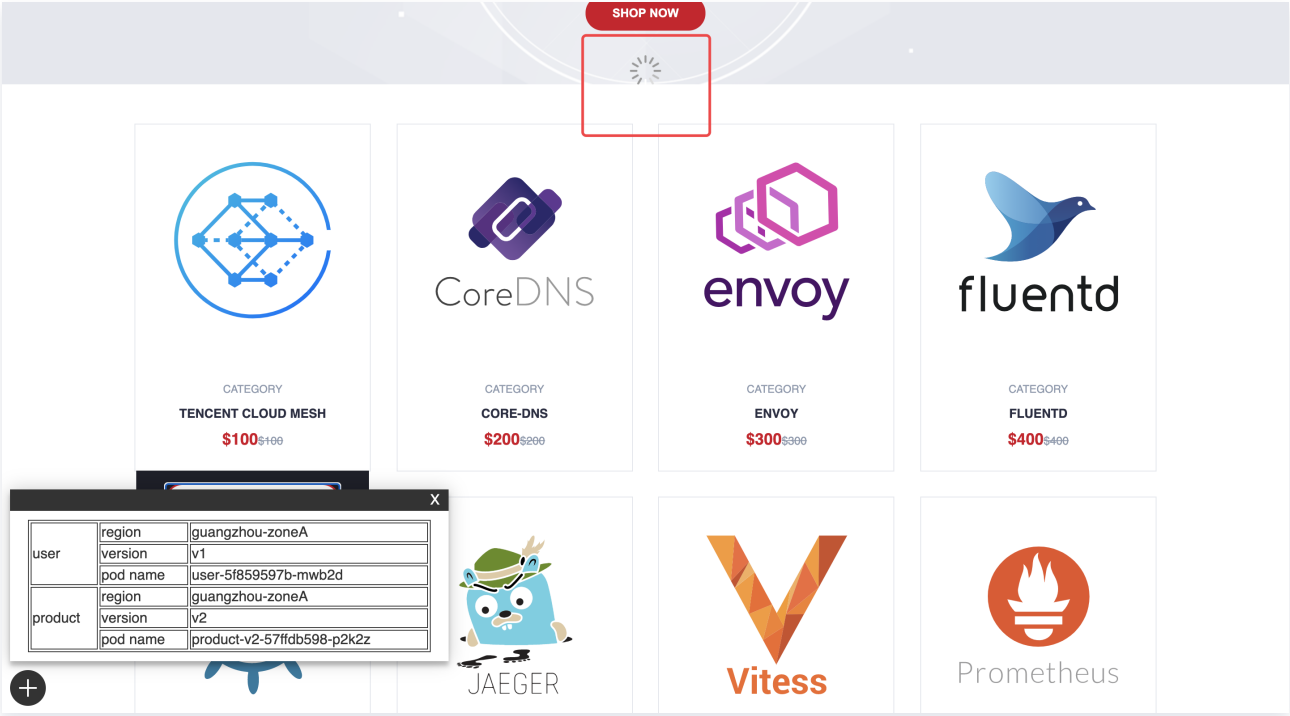 SHOP NOW
CoreDNS
envoy
fluentd
CATEGORY
TENCENT CLOUD MESH
$100$100
CATEGORY
CORE-DNS
$200$200
CATEGORY
ENVOY
$300$300
CATEGORY
FLUENTD
$400$400
X
user
region guangzhou-zoneA
version v1
pod name user-5f859597b-mwb2d
product
region guangzhou-zoneA
version v2
pod name product-v2-57ffdb598-p2k2z
JAEGER
Vitess
Prometheus